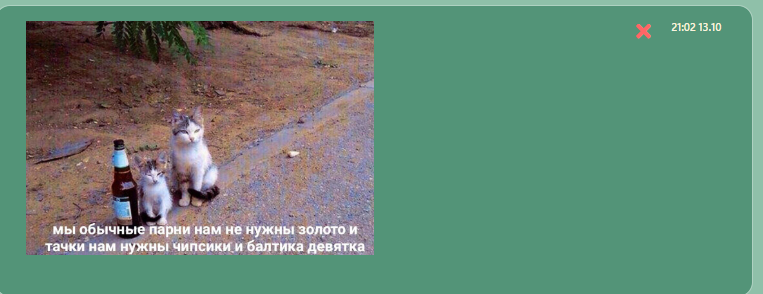 21:02 13.10
мы обычные парни нам не нужны золото и
тачки нам нужны чипсики и балтика девятка